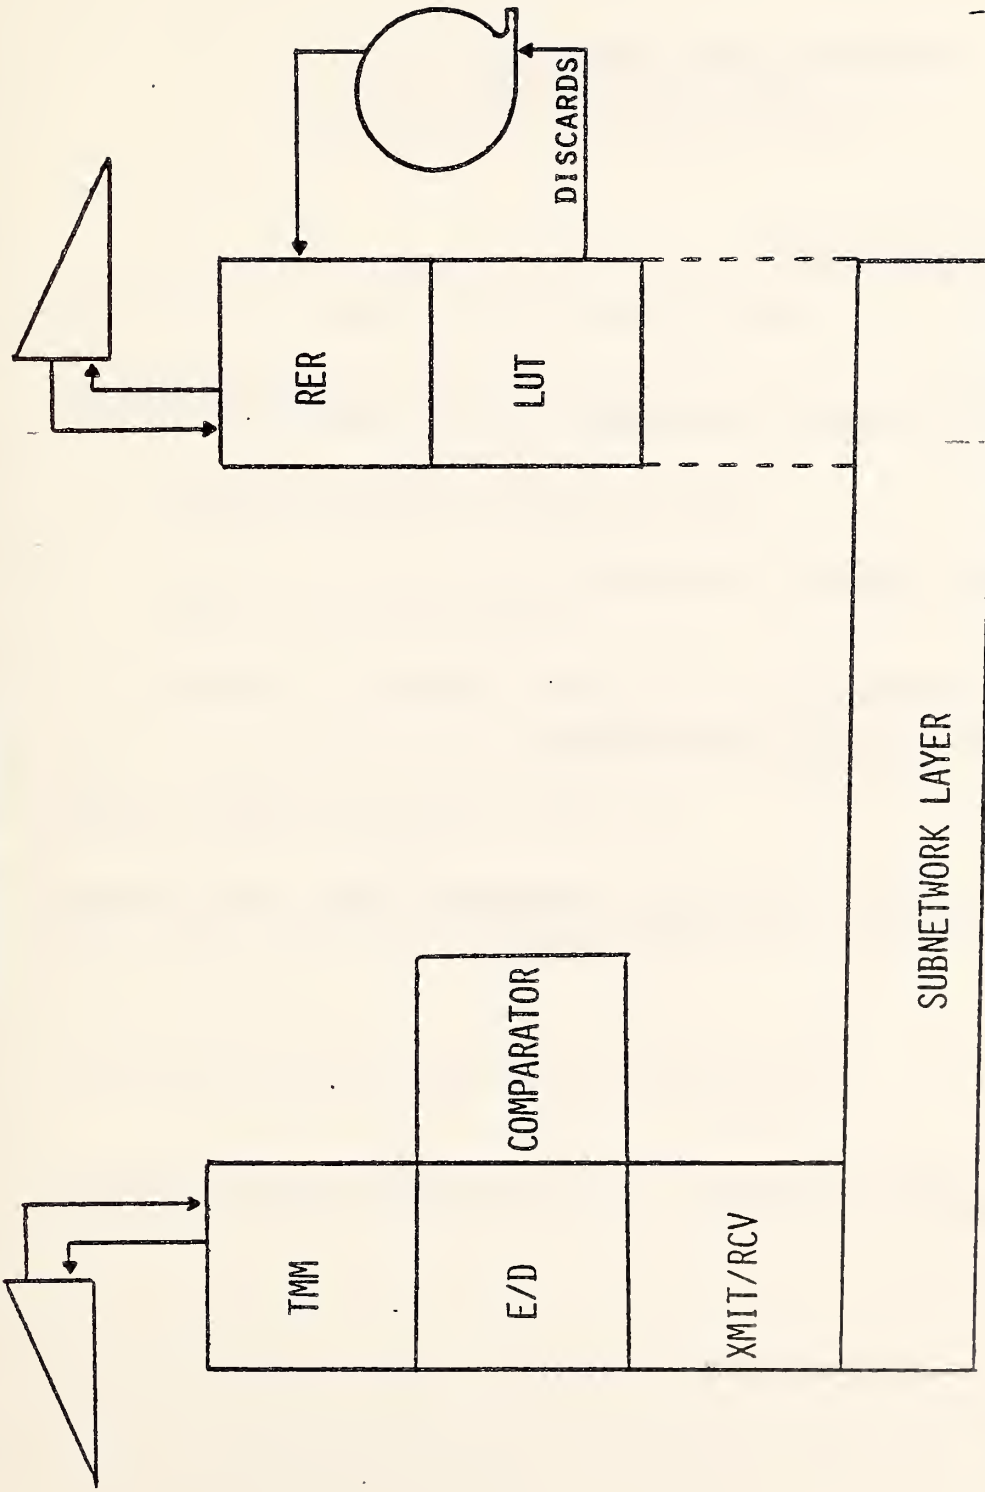 TMM
E/D
COMPARATOR
XMIT/RCV
RER
LUT
DISCARDS
SUBNETWORK LAYER